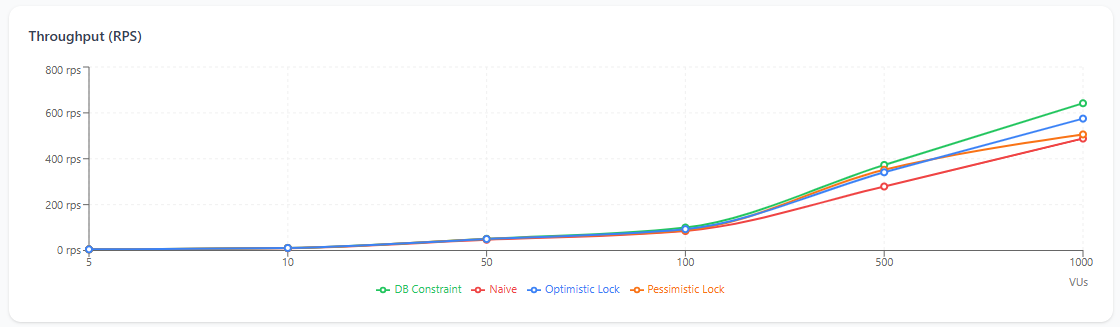 Throughput (RPS)
800 rps
600 rps
400 rps
200 rps
0 rps
5 10 50 100 500 1000
VUs
DB Constraint Naive Optimistic Lock Pessimistic Lock